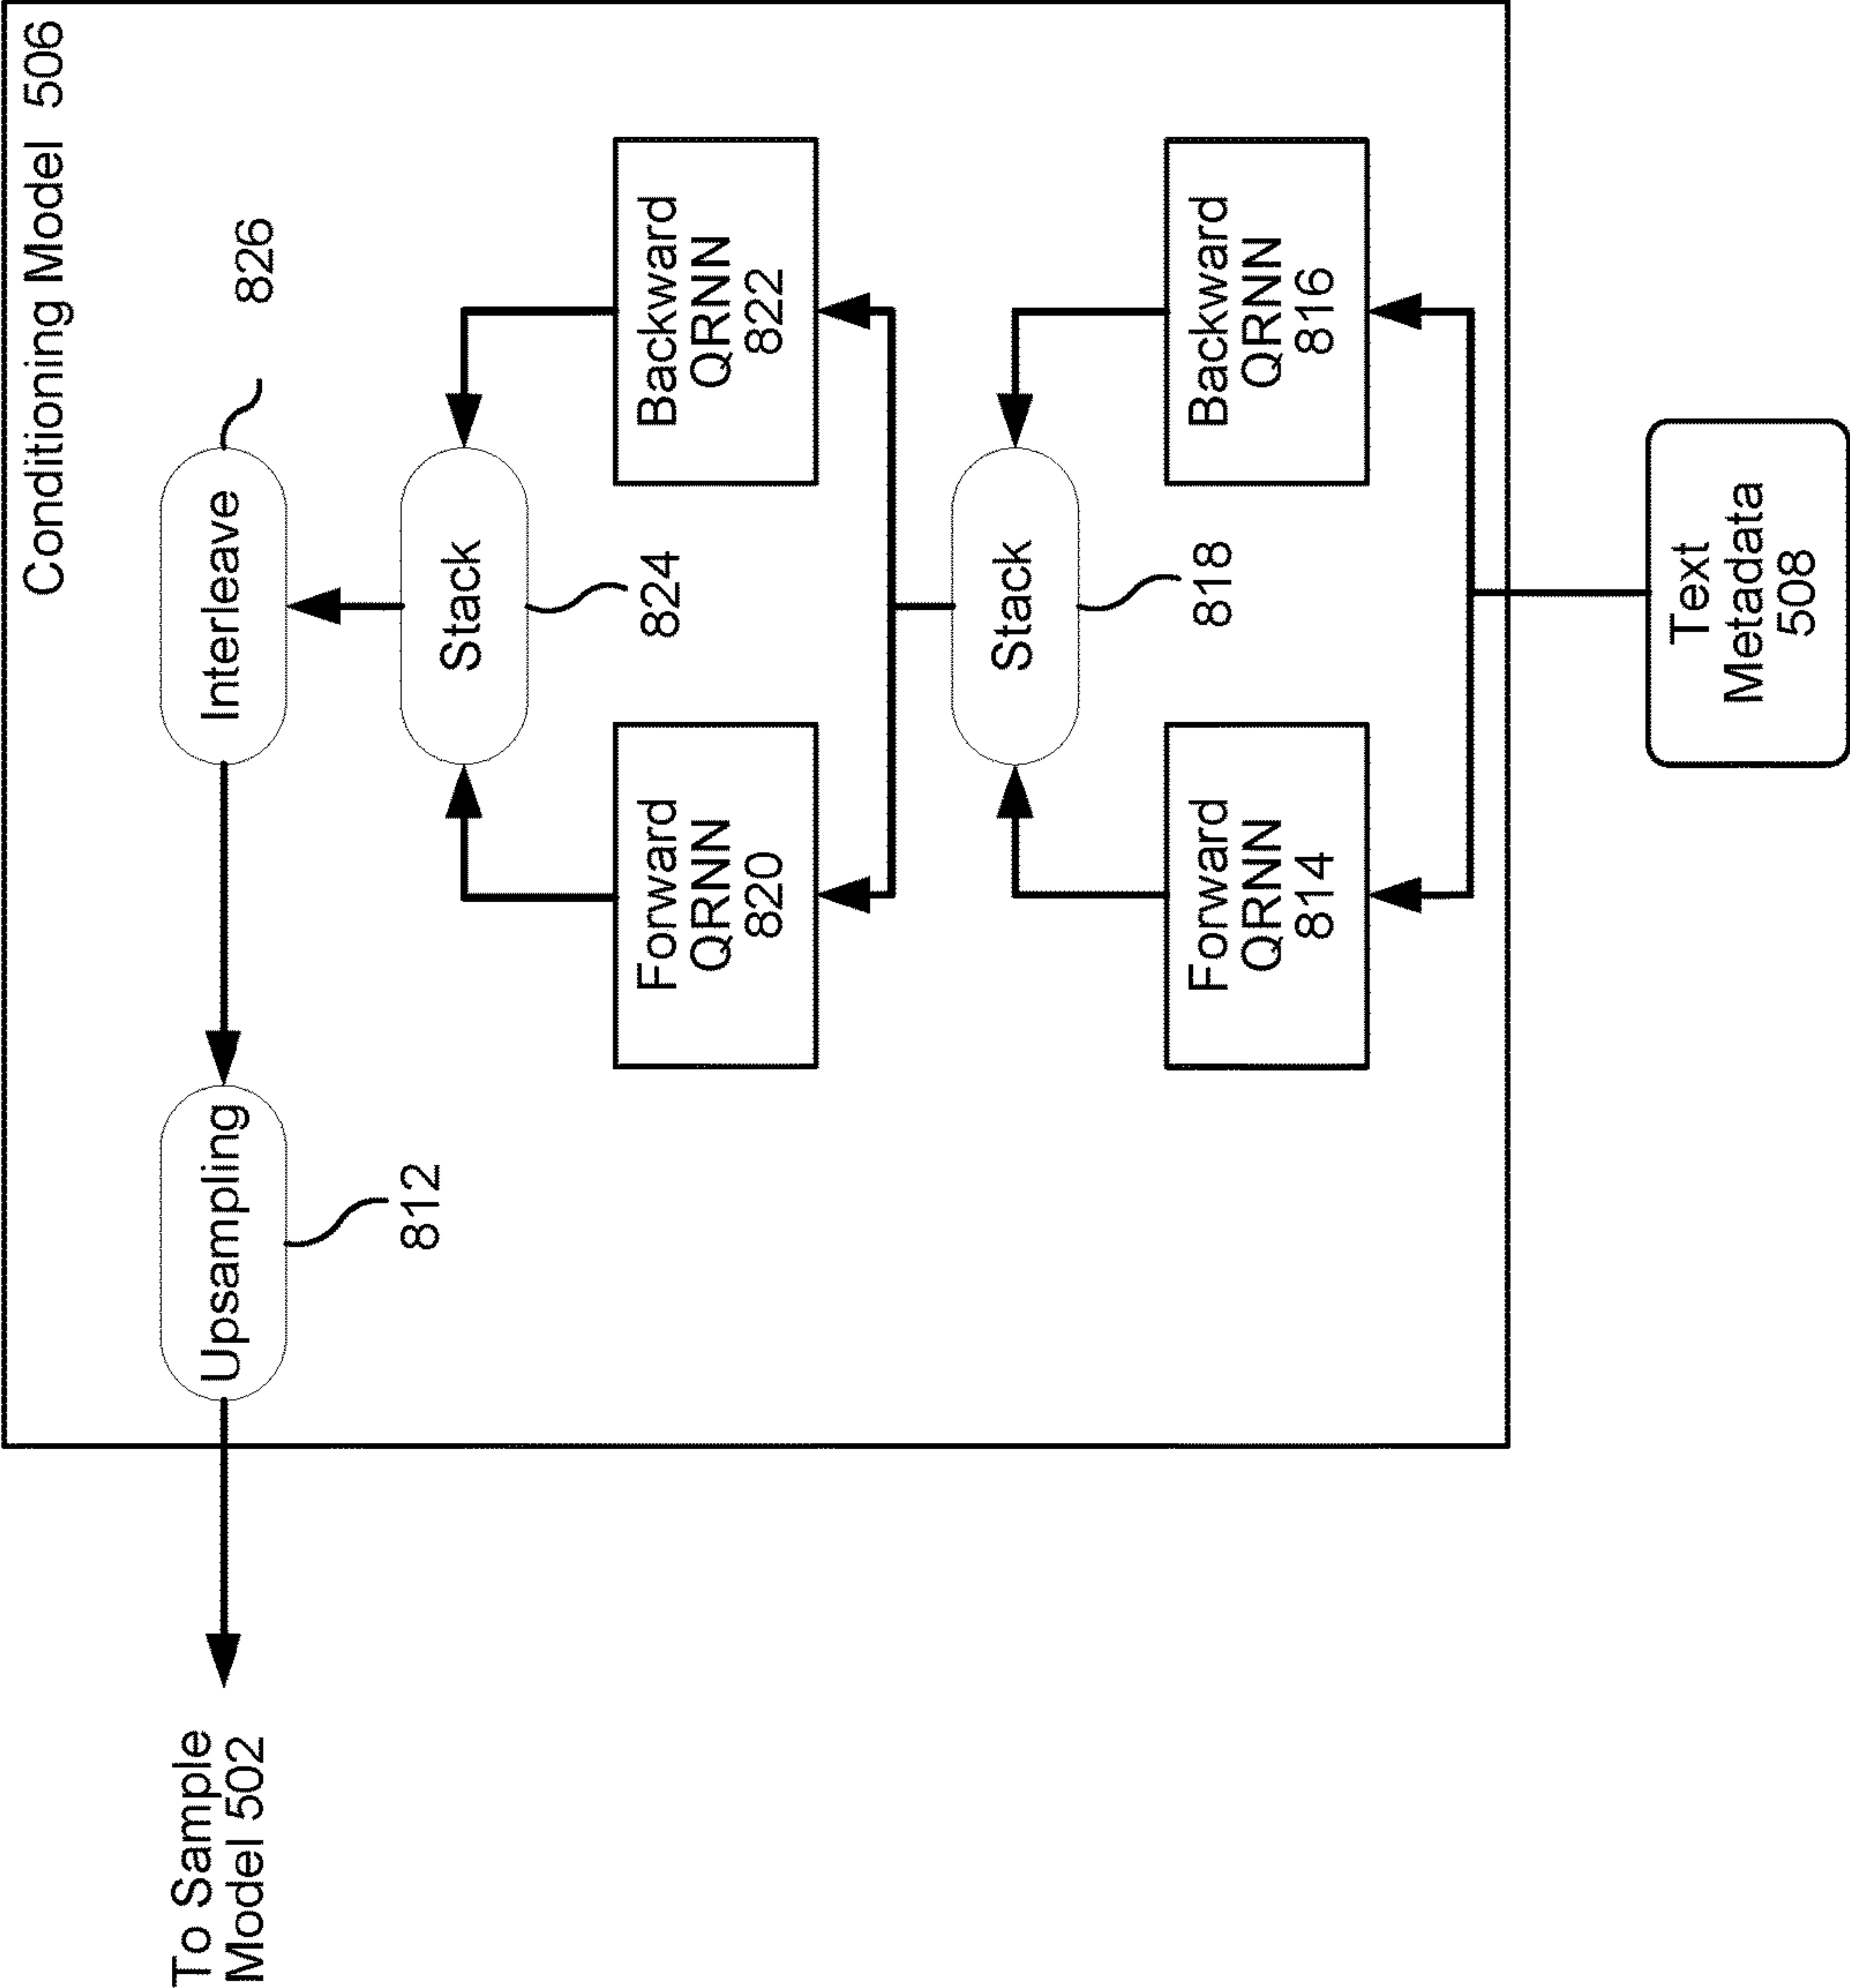 Conditioning Model 506
826
Interleave
Upsampling
812
To Sample
Model 502
Stack
824
Forward
QRNN
820
Backward
QRNN
822
Stack
818
Forward
QRNN
814
Backward
QRNN
816
Text
Metadata
508